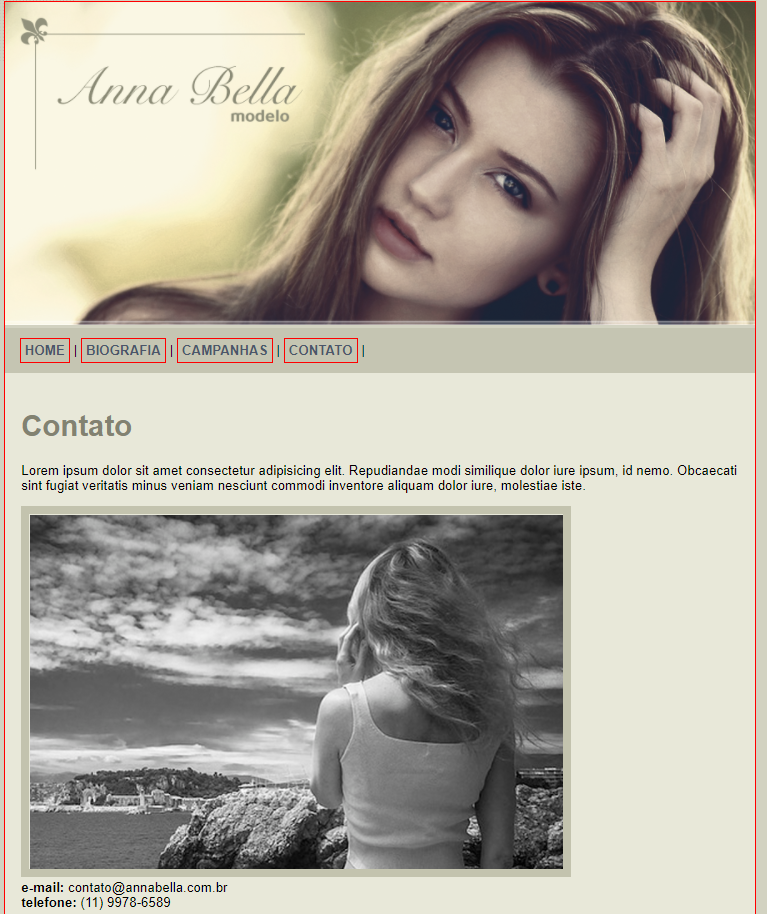 Anna Bella
modelo
HOME | BIOGRAFIA | CAMPANHAS | CONTATO |
Contato
Lorem ipsum dolor sit amet consectetur adipisicing elit. Repudiandae modi similique dolor iure ipsum, id nemo. Obcaecati
sint fugiat veritatis minus veniam nesciunt commodi inventore aliquam dolor iure, molestiae iste.
e-mail: contato@annabella.com.br
telefone: (11) 9978-6589